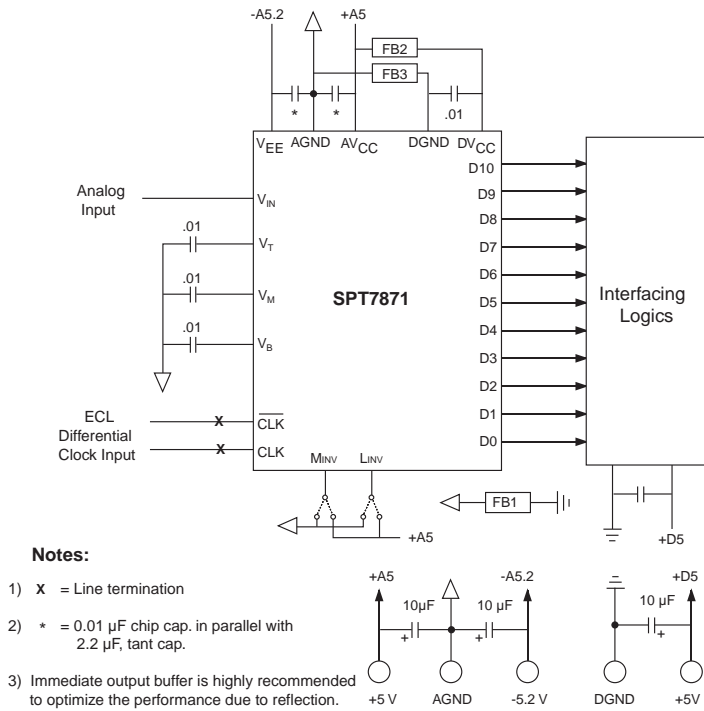 -A5.2
+A5
FB2
FB3
*
*
.01
VEE
AGND
AVCC
DGND
DVCC
D10
D9
D8
D7
D6
D5
D4
D3
D2
D1
D0
Analog
Input
VIN
.01
VT
.01
VM
.01
VB
SPT7871
Interfacing
Logics
ECL
Differential
Clock Input
X
CLK
X
CLK
MINV
LINV
+A5
FB1
+D5
Notes:
1) X = Line termination
2) * = 0.01 µF chip cap. in parallel with
2.2 µF, tant cap.
3) Immediate output buffer is highly recommended
to optimize the performance due to reflection.
+A5
-A5.2
+D5
10µF
10 µF
10 µF
+
+
+
+5 V
AGND
-5.2 V
DGND
+5V